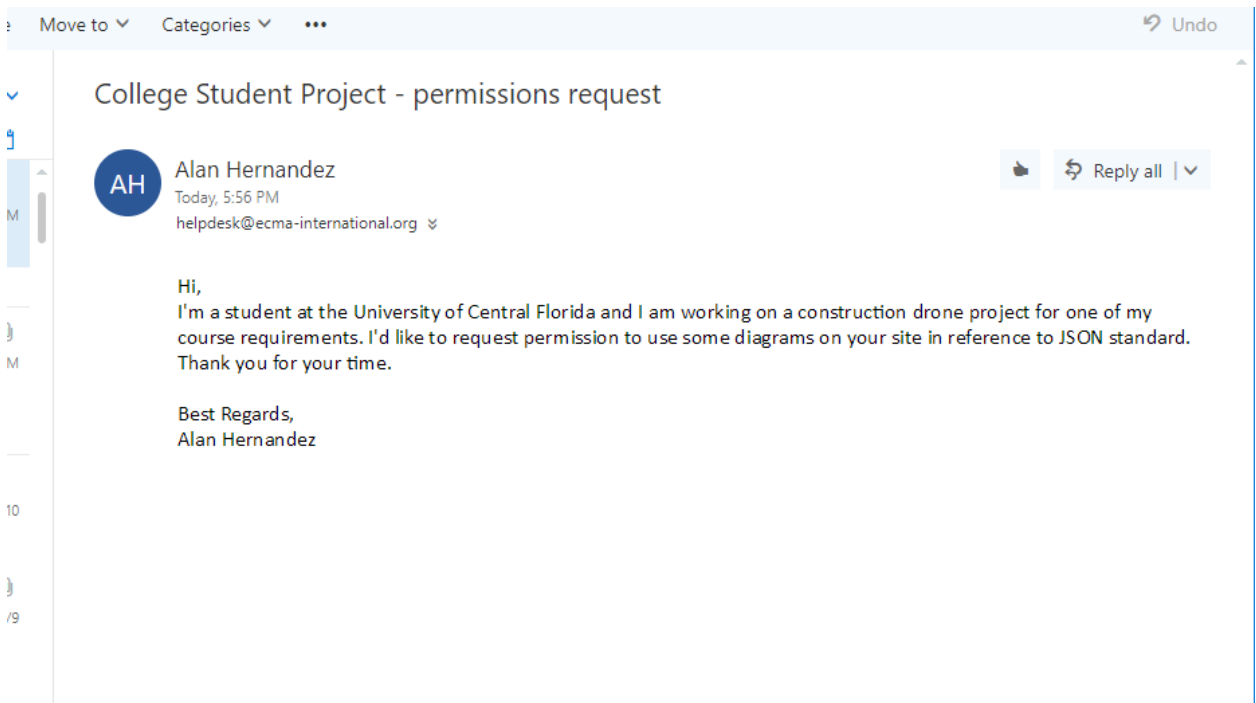 Move to Categories ••• Undo
College Student Project - permissions request
AH
Alan Hernandez
Reply all
Today, 5:56 PM
M
helpdesk@ecma-international.org
Hi,
I'm a student at the University of Central Florida and I am working on a construction drone project for one of my
course requirements. I'd like to request permission to use some diagrams on your site in reference to JSON standard.
M
Thank you for your time.
Best Regards,
Alan Hernandez
10
/9